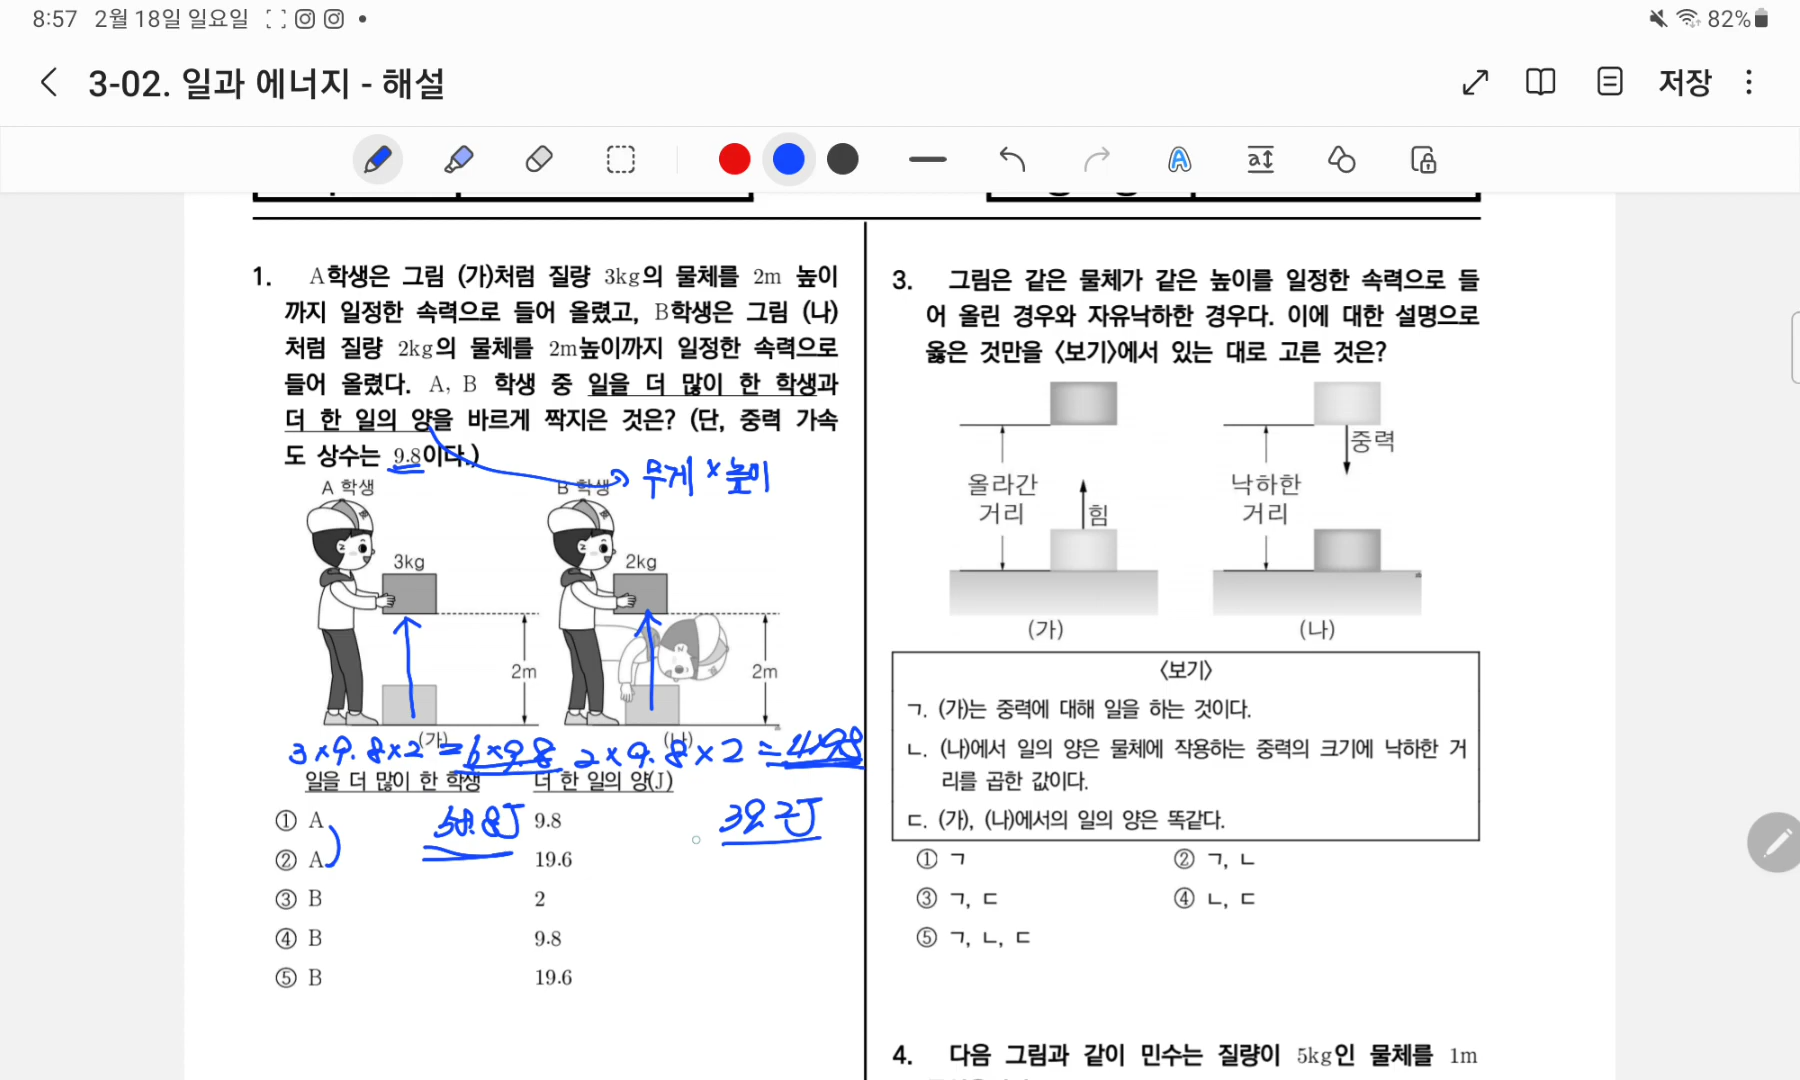 8:57 2월 18일 일요일
82%
3-02. 일과 에너지 - 해설
저장
1. A학생은 그림 (가)처럼 질량 3kg의 물체를 2m 높이
까지 일정한 속력으로 들어 올렸고, B학생은 그림 (나)
처럼 질량 2kg의 물체를 2m높이까지 일정한 속력으로
들어 올렸다. A, B 학생 중 일을 더 많이 한 학생과
더 한 일의 양을 바르게 짝지은 것은? (단, 중력 가속
도 상수는 9.8이다.)
무게 × 높이
A 학생
B 학생
3kg
2kg
2m
2m
(가)
(나)
3×9.8×2 = 6×9.8
2×9.8×2 = 4×9.8
일을 더 많이 한 학생 더 한 일의 양(J)
58.8J
39.2J
① A 9.8
② A 19.6
③ B 2
④ B 9.8
⑤ B 19.6
3. 그림은 같은 물체가 같은 높이를 일정한 속력으로 들
어 올린 경우와 자유낙하한 경우다. 이에 대한 설명으로
옳은 것만을 <보기>에서 있는 대로 고른 것은?
올라간
거리
힘
(가)
중력
낙하한
거리
(나)
<보기>
ㄱ. (가)는 중력에 대해 일을 하는 것이다.
ㄴ. (나)에서 일의 양은 물체에 작용하는 중력의 크기에 낙하한 거
리를 곱한 값이다.
ㄷ. (가), (나)에서의 일의 양은 똑같다.
① ㄱ ② ㄱ, ㄴ
③ ㄱ, ㄷ ④ ㄴ, ㄷ
⑤ ㄱ, ㄴ, ㄷ
4. 다음 그림과 같이 민수는 질량이 5kg인 물체를 1m